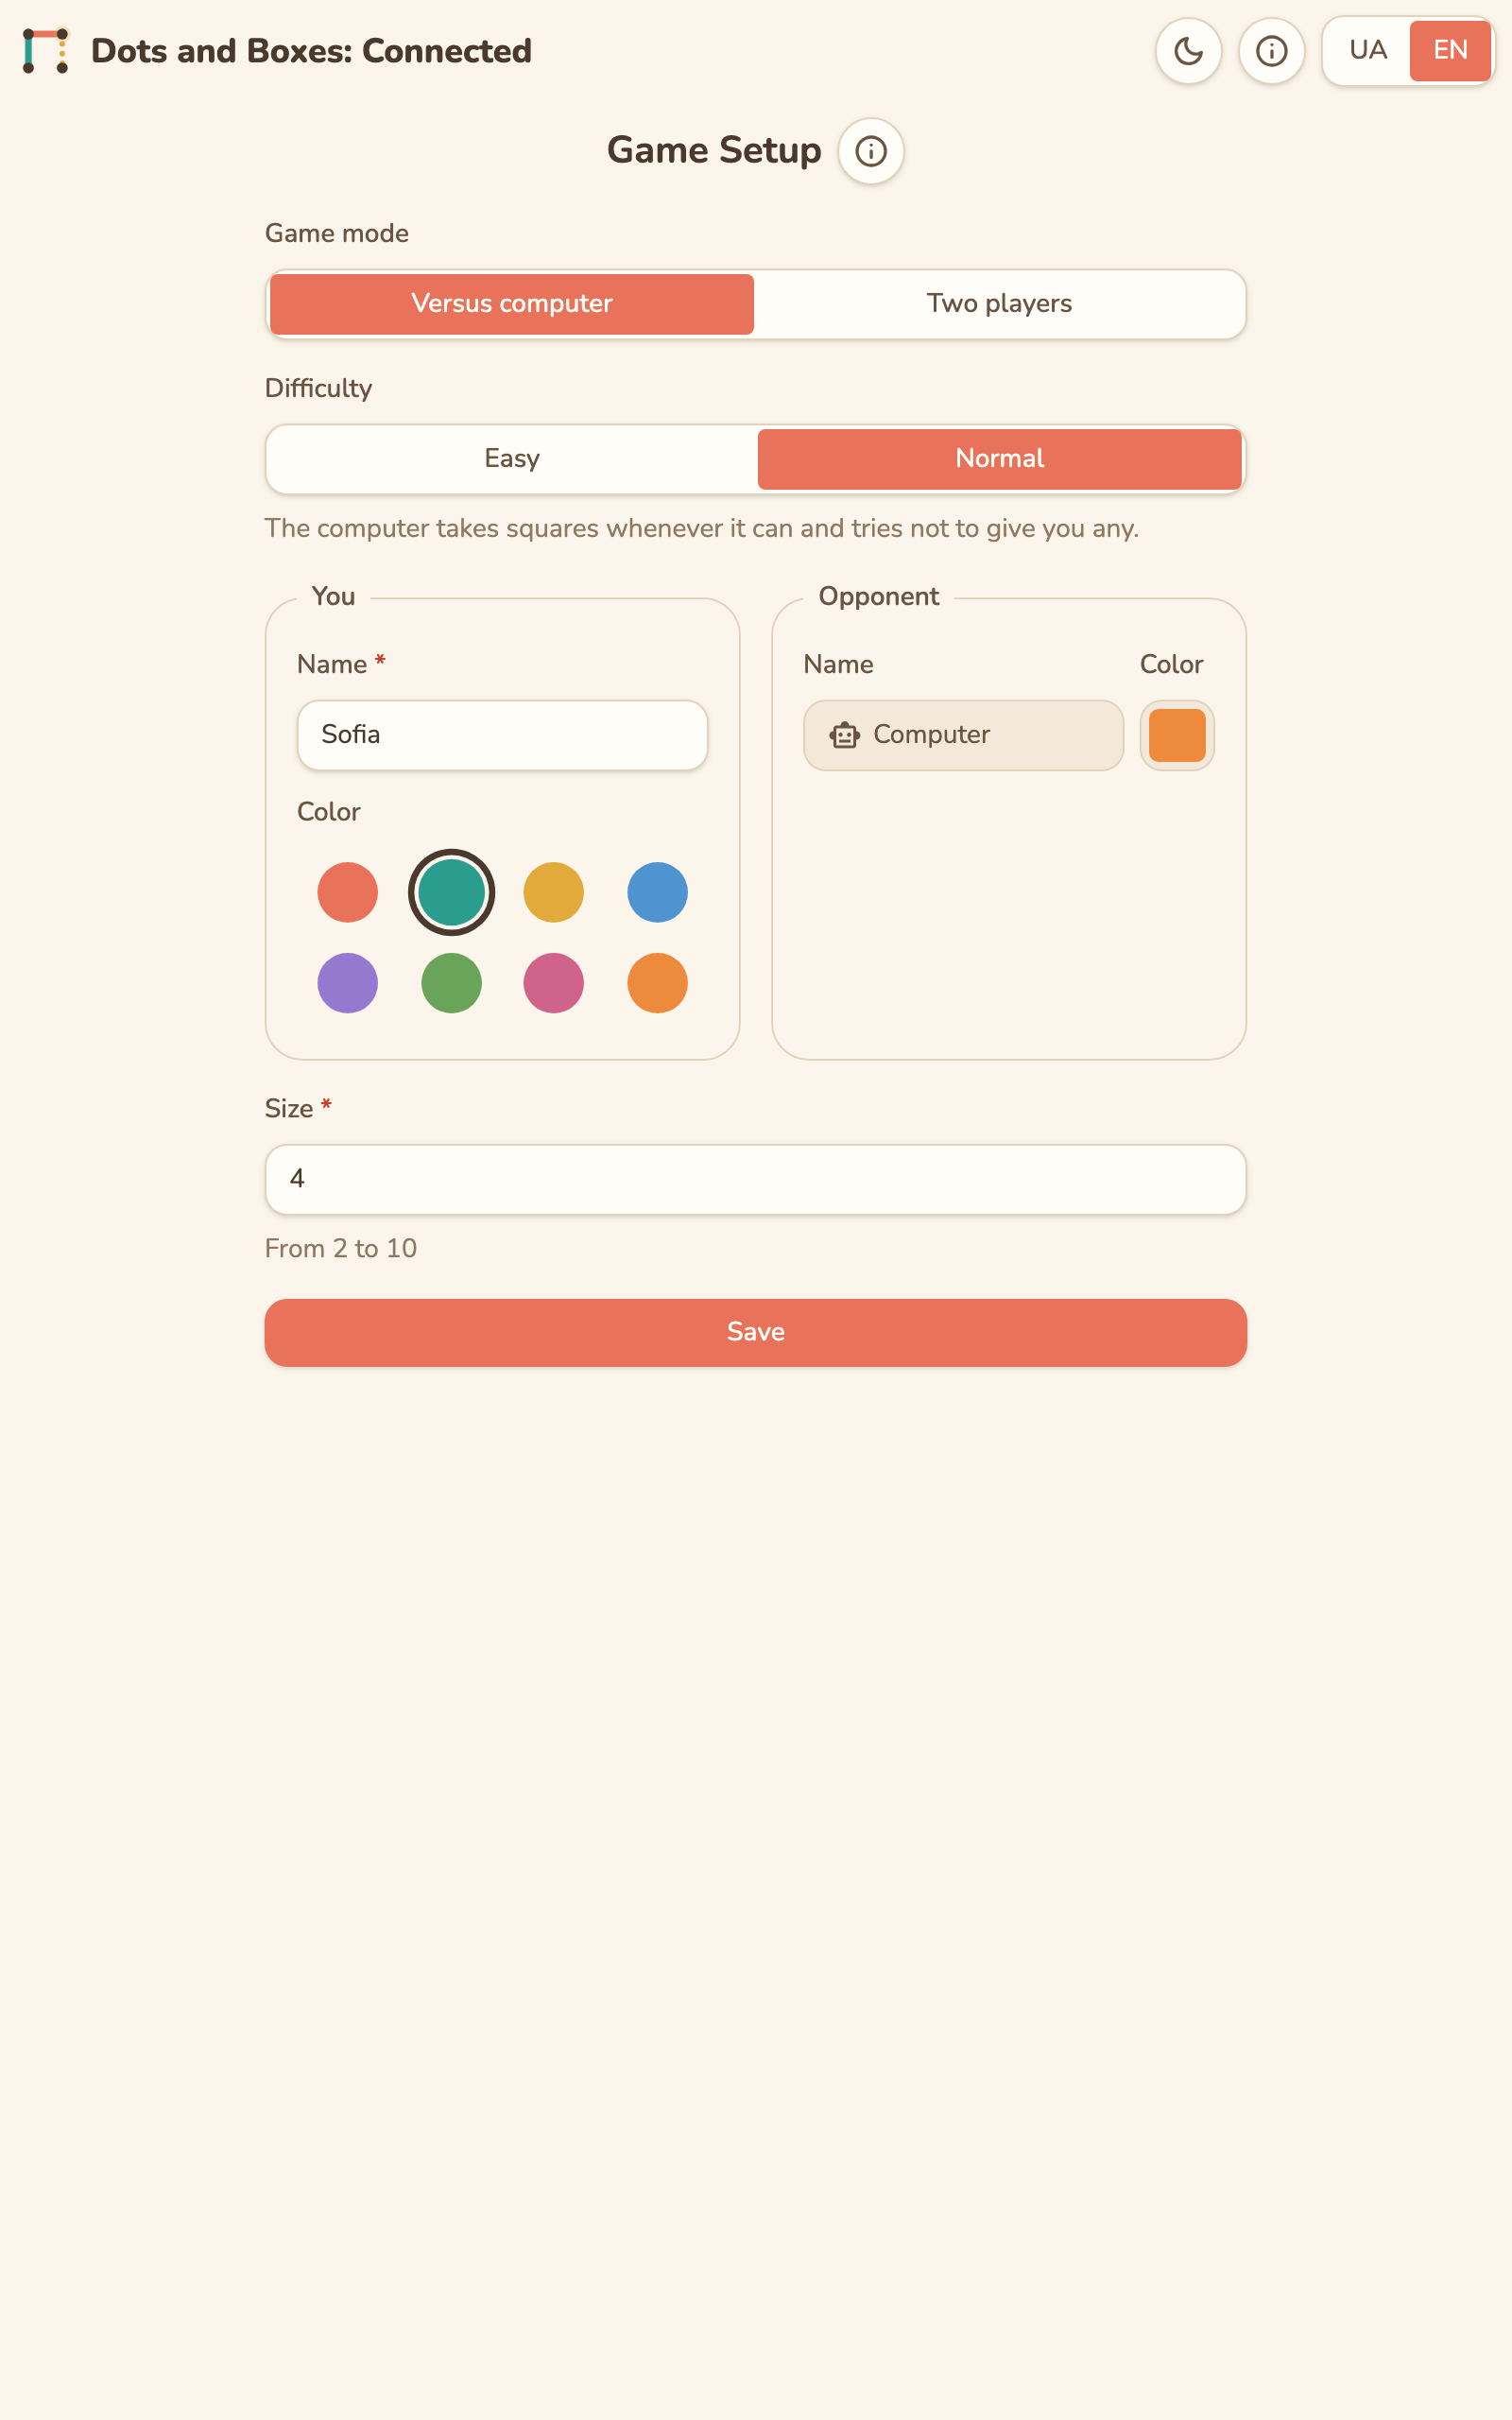 Dots and Boxes: Connected
UA EN
Game Setup
Game mode
Versus computer Two players
Difficulty
Easy Normal
The computer takes squares whenever it can and tries not to give you any.
You
Name *
Sofia
Color
Opponent
Name Color
Computer
Size *
4
From 2 to 10
Save